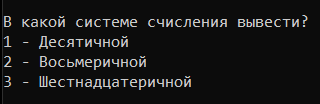 В какой системе счисления вывести?
1 - Десятичной
2 - Восьмеричной
3 - Шестнадцатеричной